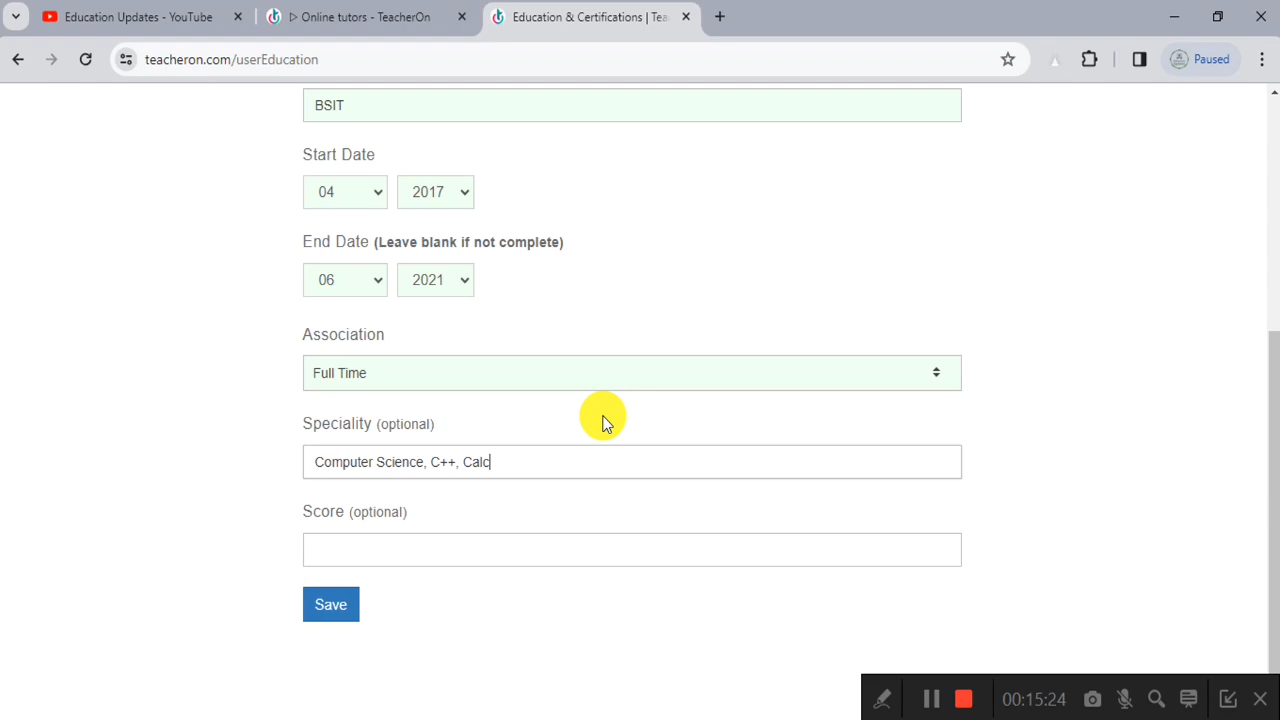 Education Updates - YouTube
Online tutors - TeacherOn
Education & Certifications | Tea
teacheron.com/userEducation
Paused
BSIT
Start Date
04 2017
End Date (Leave blank if not complete)
06 2021
Association
Full Time
Speciality (optional)
Computer Science, C++, Calc
Score (optional)
Save
00:15:24